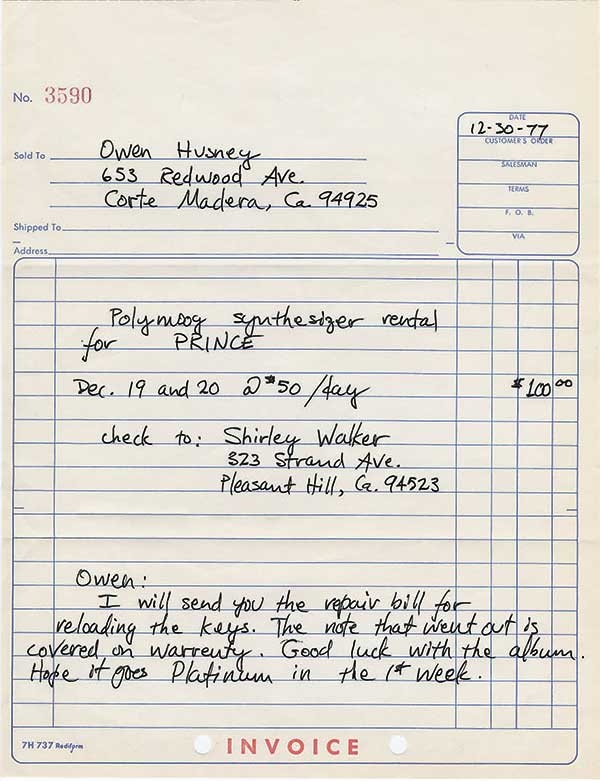 No. 3590
DATE
12-30-77
CUSTOMER'S ORDER
SALESMAN
TERMS
F. O. B.
VIA
Sold To Owen Husney
653 Redwood Ave.
Corte Madera, Ca. 94925
Shipped To
Address
Polymoog synthesizer rental
for PRINCE
Dec. 19 and 20 @ $50 /day $100 00
check to: Shirley Walker
323 Strand Ave.
Pleasant Hill, Ca. 94523
Owen:
I will send you the repair bill for
reloading the keys. The note that went out is
covered on warrenty. Good luck with the album.
Hope it goes Platinum in the 1st week.
7H 737 Rediform
INVOICE